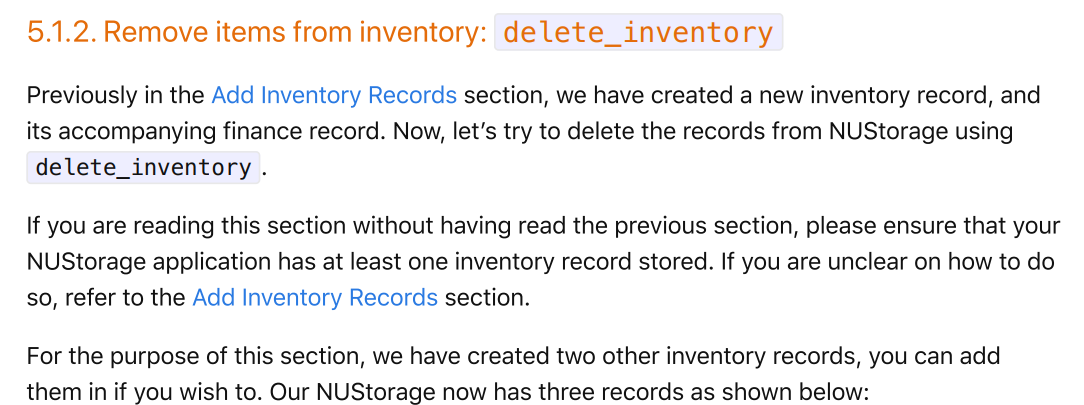 5.1.2. Remove items from inventory: delete_inventory
Previously in the Add Inventory Records section, we have created a new inventory record, and
its accompanying finance record. Now, let’s try to delete the records from NUStorage using
delete_inventory.
If you are reading this section without having read the previous section, please ensure that your
NUStorage application has at least one inventory record stored. If you are unclear on how to do
so, refer to the Add Inventory Records section.
For the purpose of this section, we have created two other inventory records, you can add
them in if you wish to. Our NUStorage now has three records as shown below: